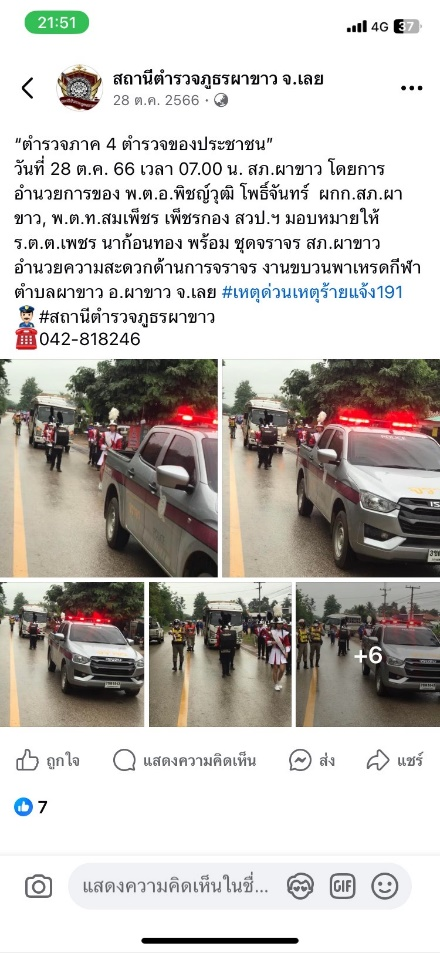 21:51
4G
37
สถานีตำรวจภูธรผาขาว จ.เลย
28 ต.ค. 2566 ·
“ตำรวจภาค 4 ตำรวจของประชาชน”
วันที่ 28 ต.ค. 66 เวลา 07.00 น. สภ.ผาขาว โดยการ
อำนวยการของ พ.ต.อ.พิชญ์วุฒิ โพธิ์จันทร์ ผกก.สภ.ผา
ขาว, พ.ต.ท.สมเพ็ชร เพ็ชรกอง สวป.ฯ มอบหมายให้
ร.ต.ต.เพชร นาก้อนทอง พร้อม ชุดจราจร สภ.ผาขาว
อำนวยความสะดวกด้านการจราจร งานขบวนพาเหรดกีฬา
ตำบลผาขาว อ.ผาขาว จ.เลย #เหตุด่วนเหตุร้ายแจ้ง191
#สถานีตำรวจภูธรผาขาว
042-818246
+6
ถูกใจ
แสดงความคิดเห็น
ส่ง
แชร์
7
แสดงความคิดเห็นในชื่...
GIF